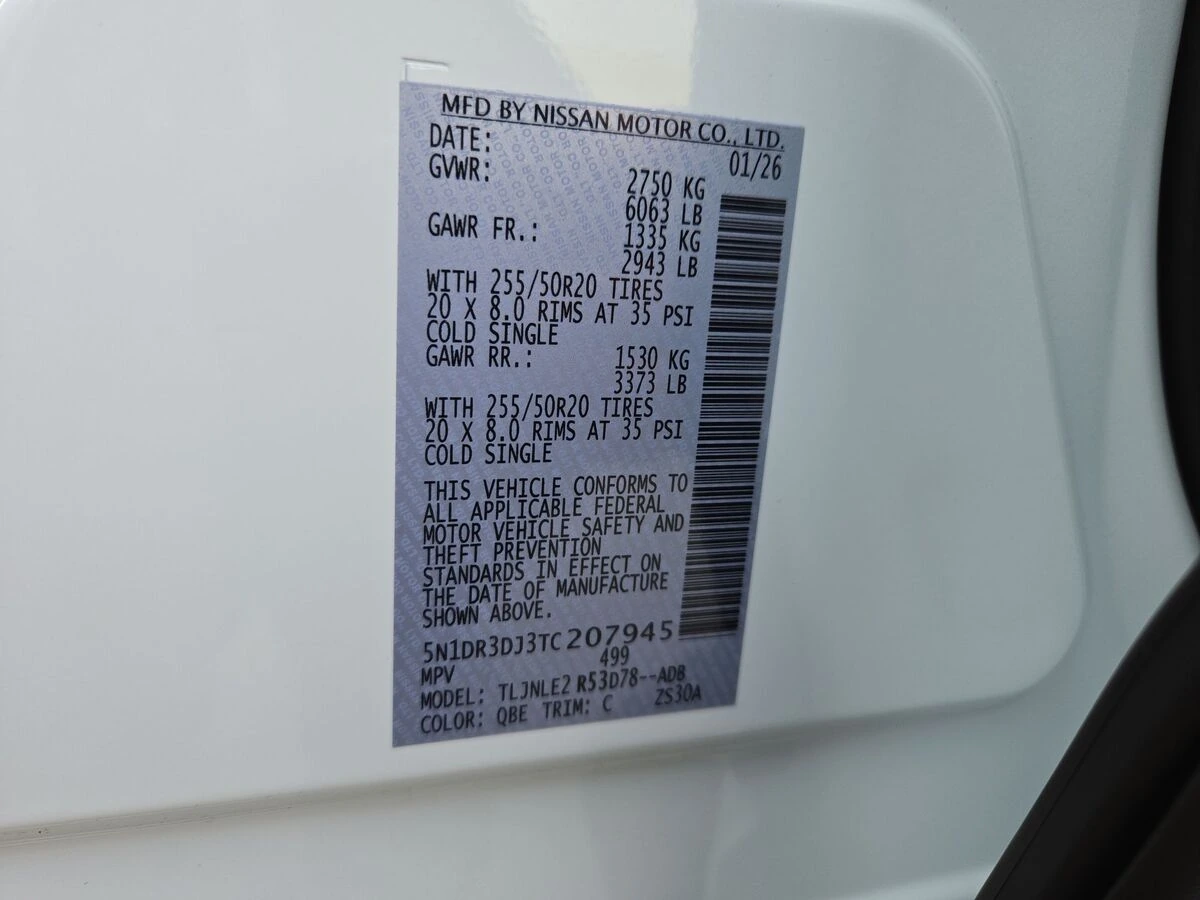 MFD BY NISSAN MOTOR CO., LTD.
DATE: 01/26
GVWR: 2750 KG
6063 LB
GAWR FR.: 1335 KG
2943 LB
WITH 255/50R20 TIRES
20 X 8.0 RIMS AT 35 PSI
COLD SINGLE
GAWR RR.: 1530 KG
3373 LB
WITH 255/50R20 TIRES
20 X 8.0 RIMS AT 35 PSI
COLD SINGLE
THIS VEHICLE CONFORMS TO
ALL APPLICABLE FEDERAL
MOTOR VEHICLE SAFETY AND
THEFT PREVENTION
STANDARDS IN EFFECT ON
THE DATE OF MANUFACTURE
SHOWN ABOVE.
5N1DR3DJ3TC207945
MPV 499
MODEL: TLJNLE2 R53D78--ADB
COLOR: QBE TRIM: C ZS30A